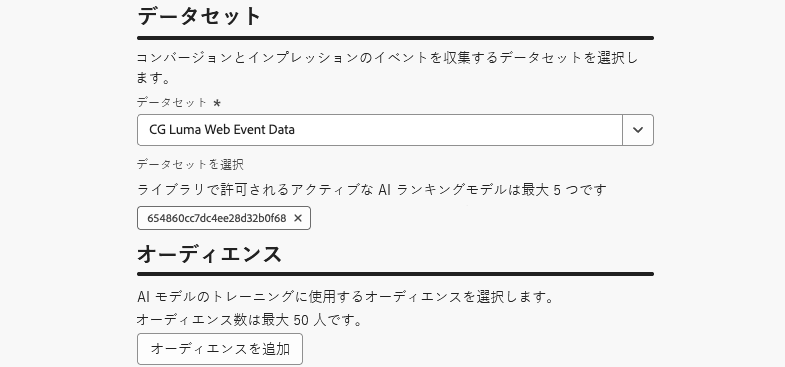 データセット
コンバージョンとインプレッションのイベントを収集するデータセットを選択し
ます。
データセット *
CG Luma Web Event Data
データセットを選択
ライブラリで許可されるアクティブな AI ランキングモデルは最大 5 つです
654860cc7dc4ee28d32b0f68 ×
オーディエンス
AI モデルのトレーニングに使用するオーディエンスを選択します。
オーディエンス数は最大 50 人です。
オーディエンスを追加